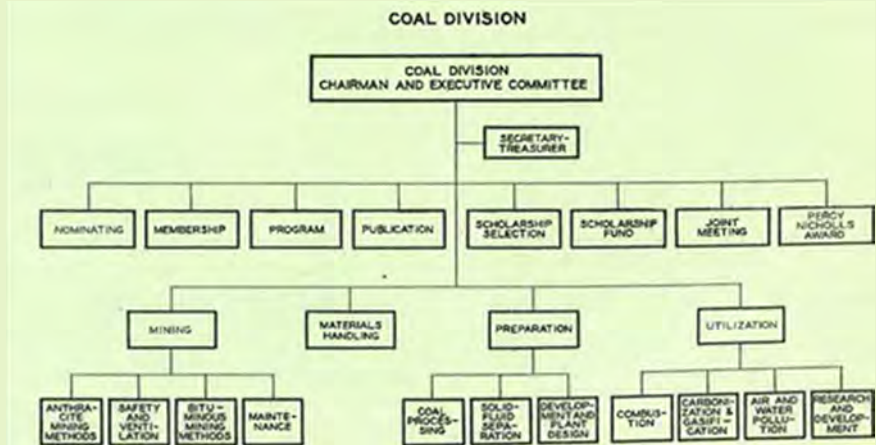 COAL DIVISION
COAL DIVISION
CHAIRMAN AND EXECUTIVE COMMITTEE
SECRETARY-
TREASURER
NOMINATING
MEMBERSHIP
PROGRAM
PUBLICATION
SCHOLARSHIP
SELECTION
SCHOLARSHIP
FUND
JOINT
MEETING
PERCY
NICHOLLS
AWARD
MINING
MATERIALS
HANDLING
PREPARATION
UTILIZATION
ANTHRA-
CITE
MINING
METHODS
SAFETY
AND
VENTI-
LATION
BITU-
MINOUS
MINING
METHODS
MAINTE-
NANCE
COAL
PROCES-
SING
SOLID-
FLUID
SEPA-
RATION
DEVELOP-
MENT AND
PLANT
DESIGN
COMBUS-
TION
CARBONI-
ZATION &
GASIFI-
CATION
AIR AND
WATER
POLLU-
TION
RESEARCH
AND
DEVELOP-
MENT